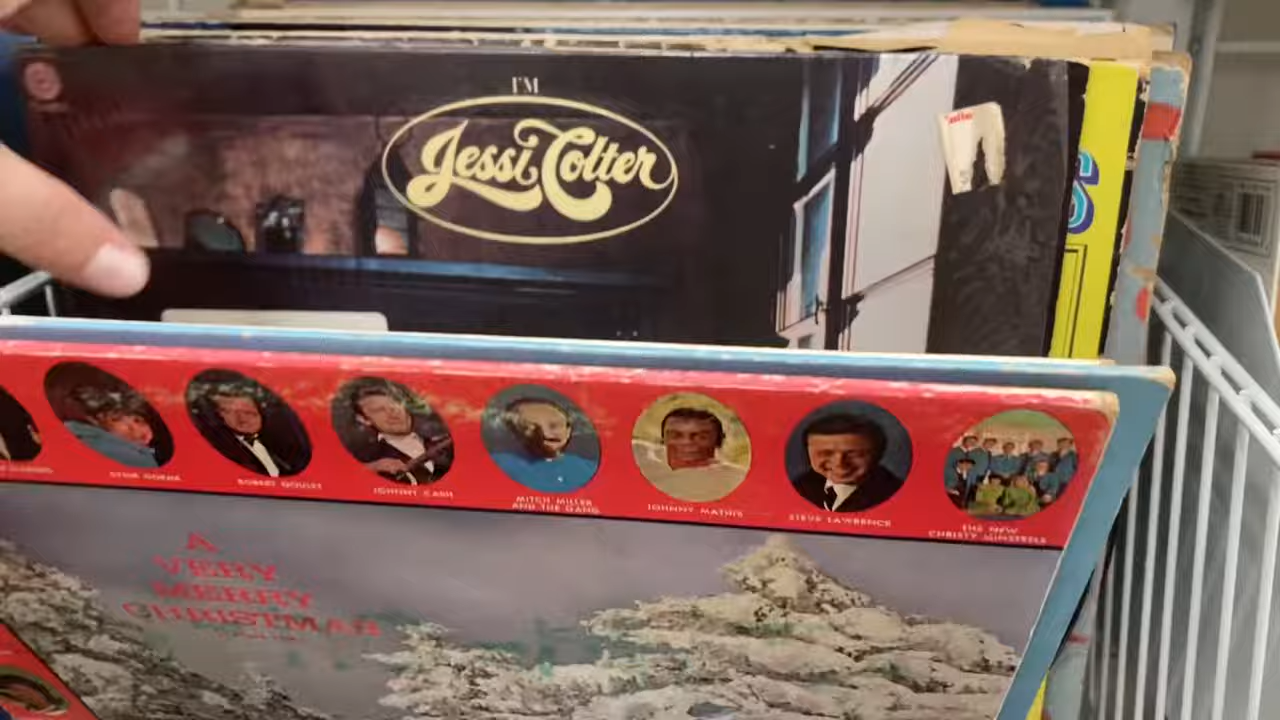 I'M
Jessi Colter
EYDIE GORME
ROBERT GOULET
JOHNNY CASH
MITCH MILLER
AND THE GANG
JOHNNY MATHIS
STEVE LAWRENCE
THE NEW
CHRISTY MINSTRELS
A
VERY
MERRY
CHRISTMAS
S